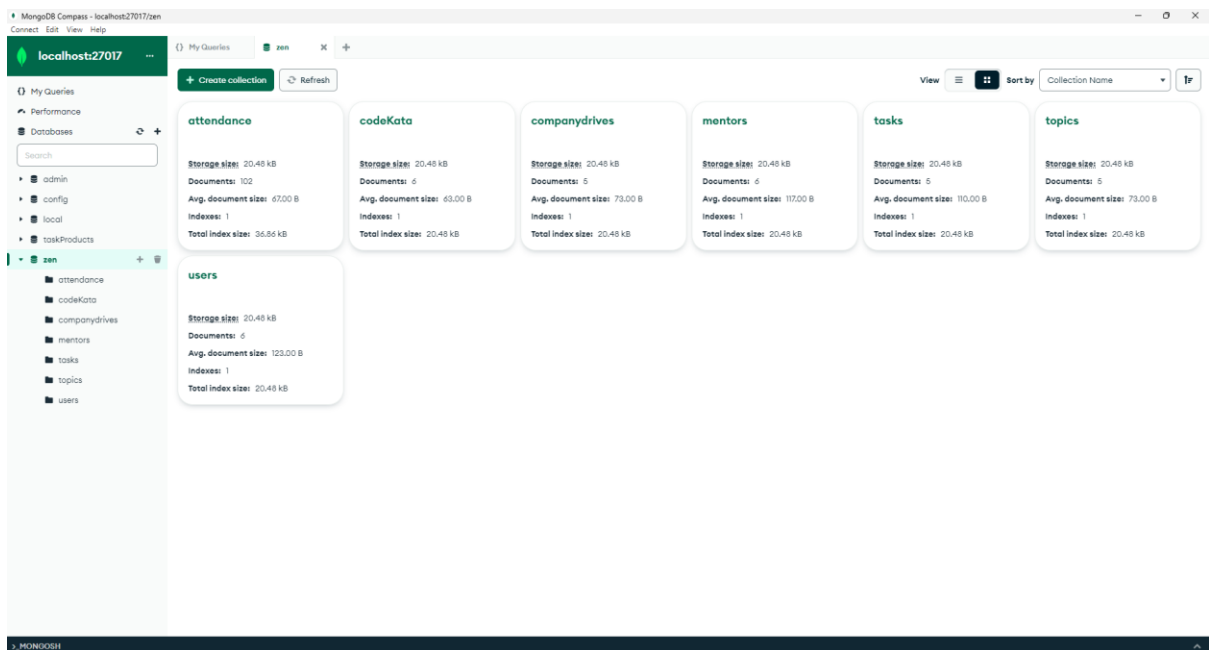 MongoDB Compass - localhost:27017/zen
Connect Edit View Help
localhost:27017 ...
{} My Queries
zen
+ Create collection
Refresh
View
Sort by
Collection Name
{} My Queries
Performance
Databases
Search
admin
config
local
taskProducts
zen
attendance
codeKata
companydrives
mentors
tasks
topics
users
attendance
Storage size: 20.48 kB
Documents: 102
Avg. document size: 67.00 B
Indexes: 1
Total index size: 36.86 kB
codeKata
Storage size: 20.48 kB
Documents: 6
Avg. document size: 63.00 B
Indexes: 1
Total index size: 20.48 kB
companydrives
Storage size: 20.48 kB
Documents: 5
Avg. document size: 73.00 B
Indexes: 1
Total index size: 20.48 kB
mentors
Storage size: 20.48 kB
Documents: 6
Avg. document size: 117.00 B
Indexes: 1
Total index size: 20.48 kB
tasks
Storage size: 20.48 kB
Documents: 5
Avg. document size: 110.00 B
Indexes: 1
Total index size: 20.48 kB
topics
Storage size: 20.48 kB
Documents: 5
Avg. document size: 73.00 B
Indexes: 1
Total index size: 20.48 kB
users
Storage size: 20.48 kB
Documents: 6
Avg. document size: 123.00 B
Indexes: 1
Total index size: 20.48 kB
>_MONGOSH